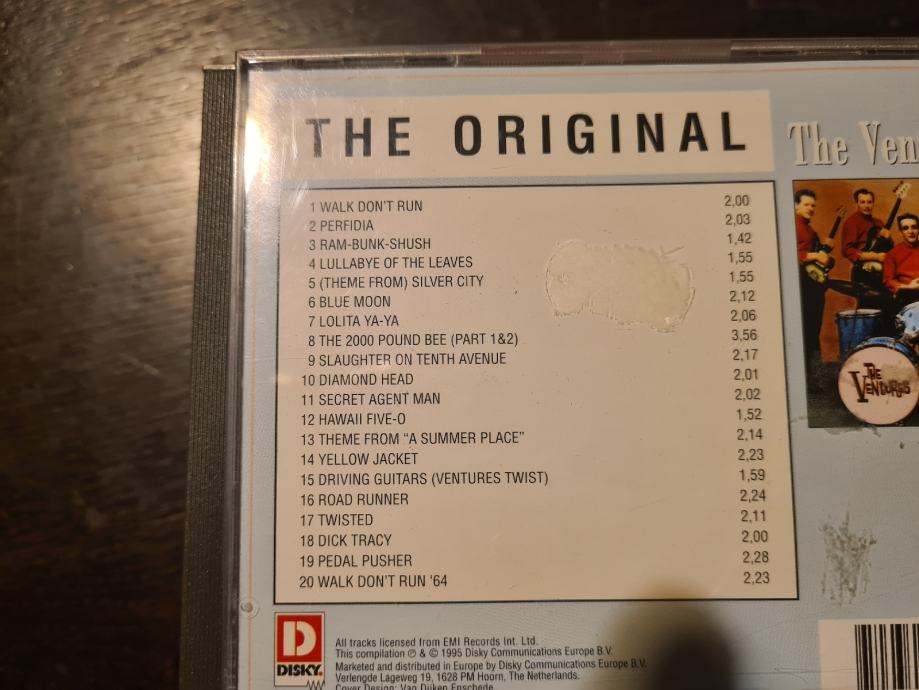 THE ORIGINAL
The Ven
1 WALK DON'T RUN 2,00
2 PERFIDIA 2,03
3 RAM-BUNK-SHUSH 1,42
4 LULLABYE OF THE LEAVES 1,55
5 (THEME FROM) SILVER CITY 1,55
6 BLUE MOON 2,12
7 LOLITA YA-YA 2,06
8 THE 2000 POUND BEE (PART 1&2) 3,56
9 SLAUGHTER ON TENTH AVENUE 2,17
10 DIAMOND HEAD 2,01
11 SECRET AGENT MAN 2,02
12 HAWAII FIVE-O 1,52
13 THEME FROM “A SUMMER PLACE” 2,14
14 YELLOW JACKET 2,23
15 DRIVING GUITARS (VENTURES TWIST) 1,59
16 ROAD RUNNER 2,24
17 TWISTED 2,11
18 DICK TRACY 2,00
19 PEDAL PUSHER 2,28
20 WALK DON'T RUN '64 2,23
THE
VENTURES
D
DISKY.
All tracks licensed from EMI Records Int. Ltd.
This compilation ℗ & © 1995 Disky Communications Europe B.V.
Marketed and distributed in Europe by Disky Communications Europe B.V.
Verlengde Lageweg 19, 1628 PM Hoorn, The Netherlands.
Cover Design: Van Dijken Enschede